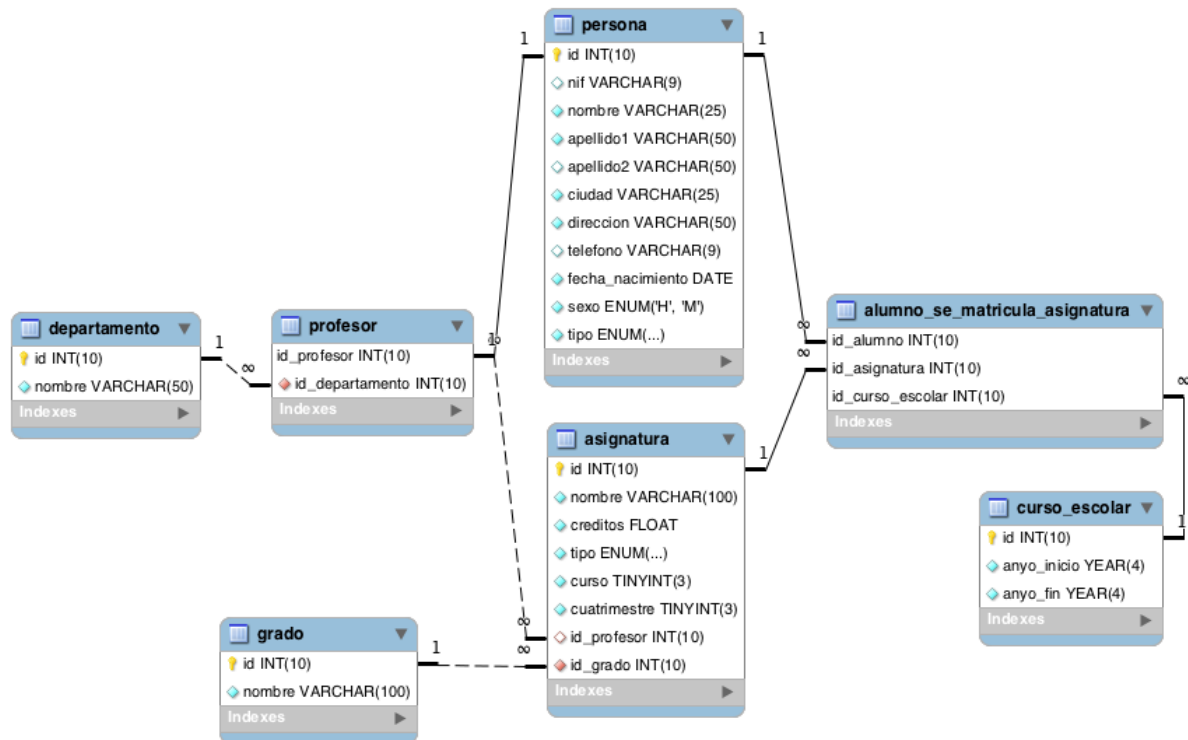 persona
1
1
id INT(10)
nif VARCHAR(9)
nombre VARCHAR(25)
apellido1 VARCHAR(50)
apellido2 VARCHAR(50)
ciudad VARCHAR(25)
direccion VARCHAR(50)
telefono VARCHAR(9)
fecha_nacimiento DATE
sexo ENUM('H', 'M')
tipo ENUM(...)
Indexes
departamento
id INT(10)
nombre VARCHAR(50)
Indexes
1
∞
profesor
id_profesor INT(10)
id_departamento INT(10)
Indexes
1
∞
alumno_se_matricula_asignatura
∞
id_alumno INT(10)
∞
id_asignatura INT(10)
id_curso_escolar INT(10)
∞
Indexes
asignatura
1
id INT(10)
nombre VARCHAR(100)
creditos FLOAT
tipo ENUM(...)
curso TINYINT(3)
cuatrimestre TINYINT(3)
∞
id_profesor INT(10)
∞
id_grado INT(10)
Indexes
curso_escolar
1
id INT(10)
anyo_inicio YEAR(4)
anyo_fin YEAR(4)
Indexes
grado
1
id INT(10)
nombre VARCHAR(100)
Indexes